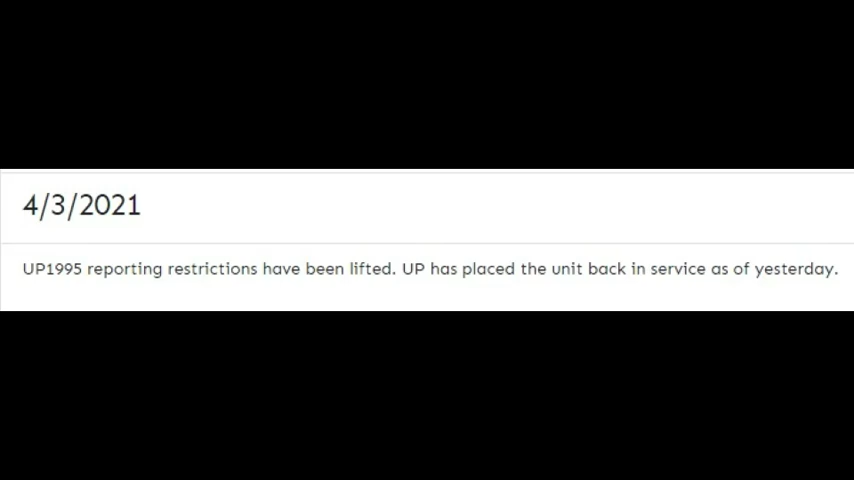 4/3/2021
UP1995 reporting restrictions have been lifted. UP has placed the unit back in service as of yesterday.